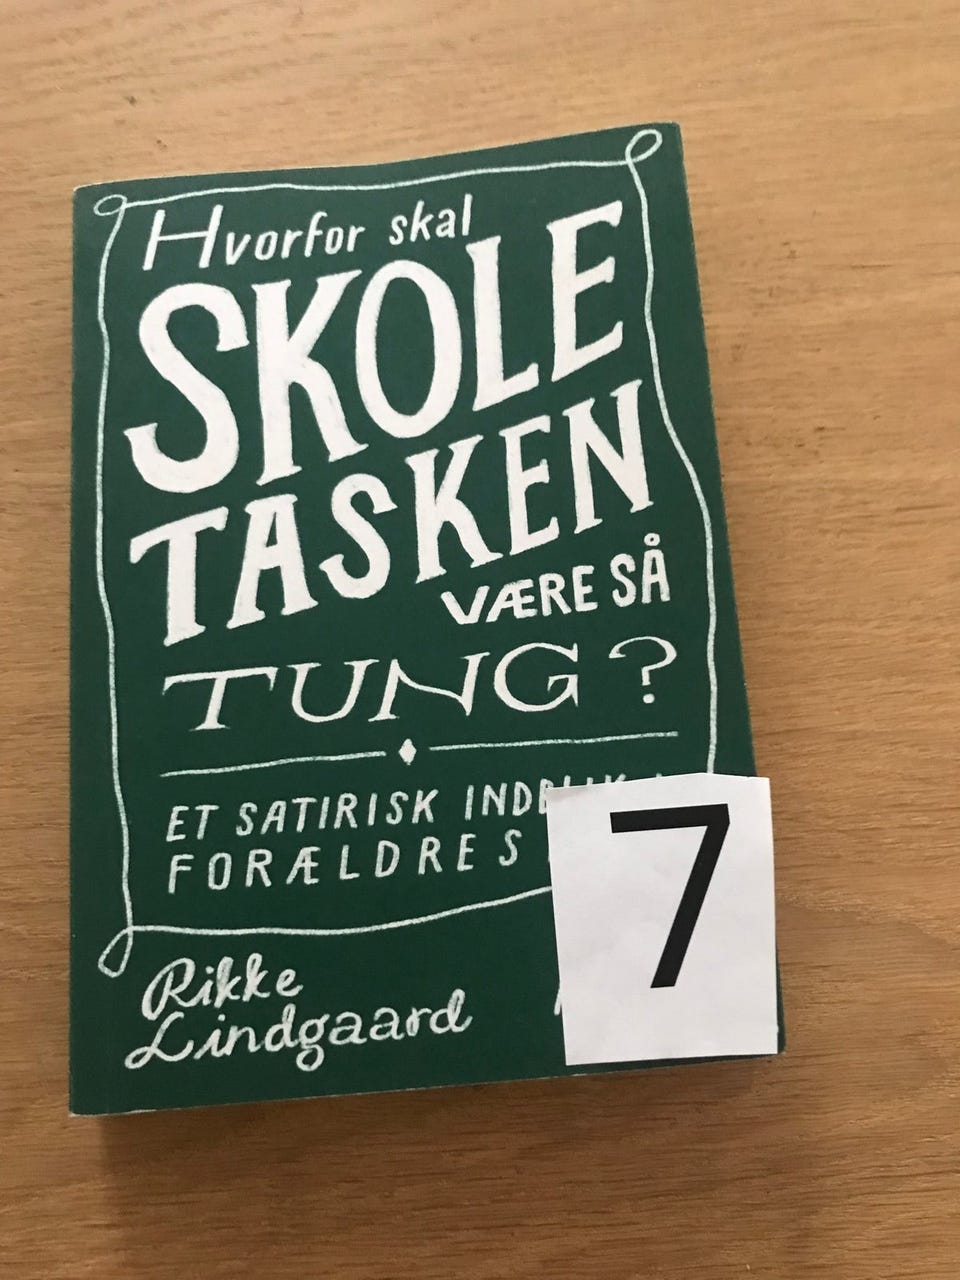 Hvorfor skal
SKOLE
TASKEN
VÆRE SÅ
TUNG?
ET SATIRISK
FORÆLDRES
Rikke
Lindgaard
7